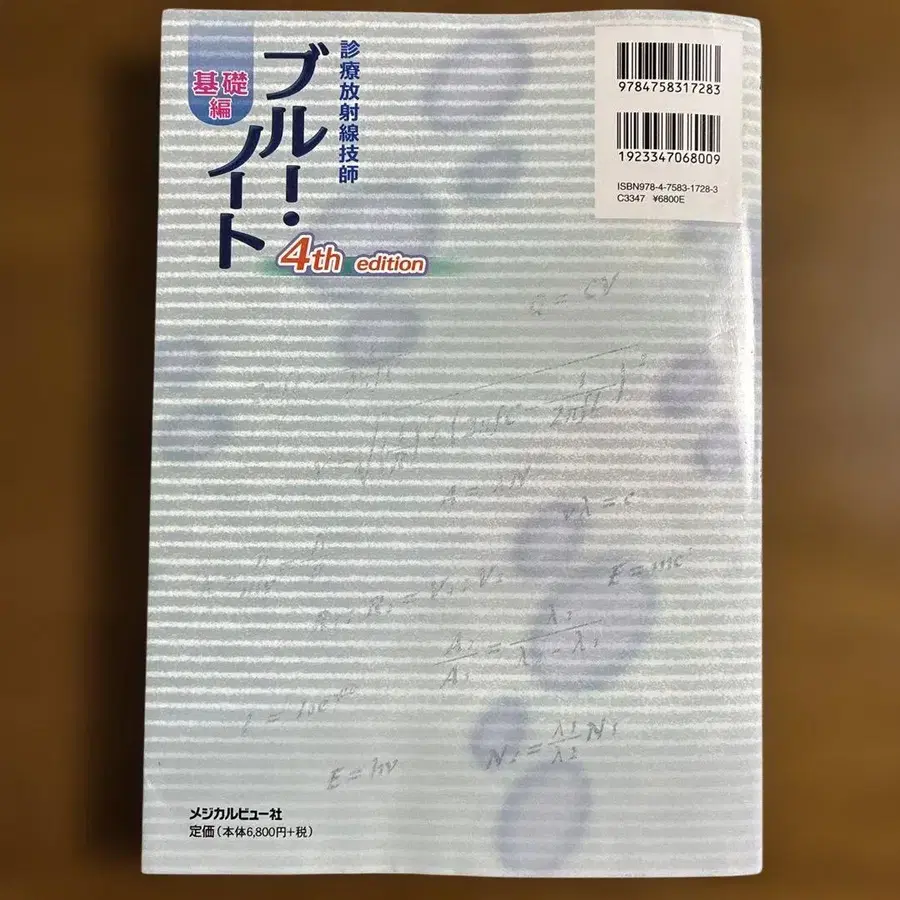 診療放射線技師
ブルー・
ノート
基礎
編
4th edition
9784758317283
1923347068009
ISBN978-4-7583-1728-3
C3347 ¥6800E
Q = CV
A = λN
νλ = c
E = mc²
E = hν
メジカルビュー社
定価(本体6,800円+税)